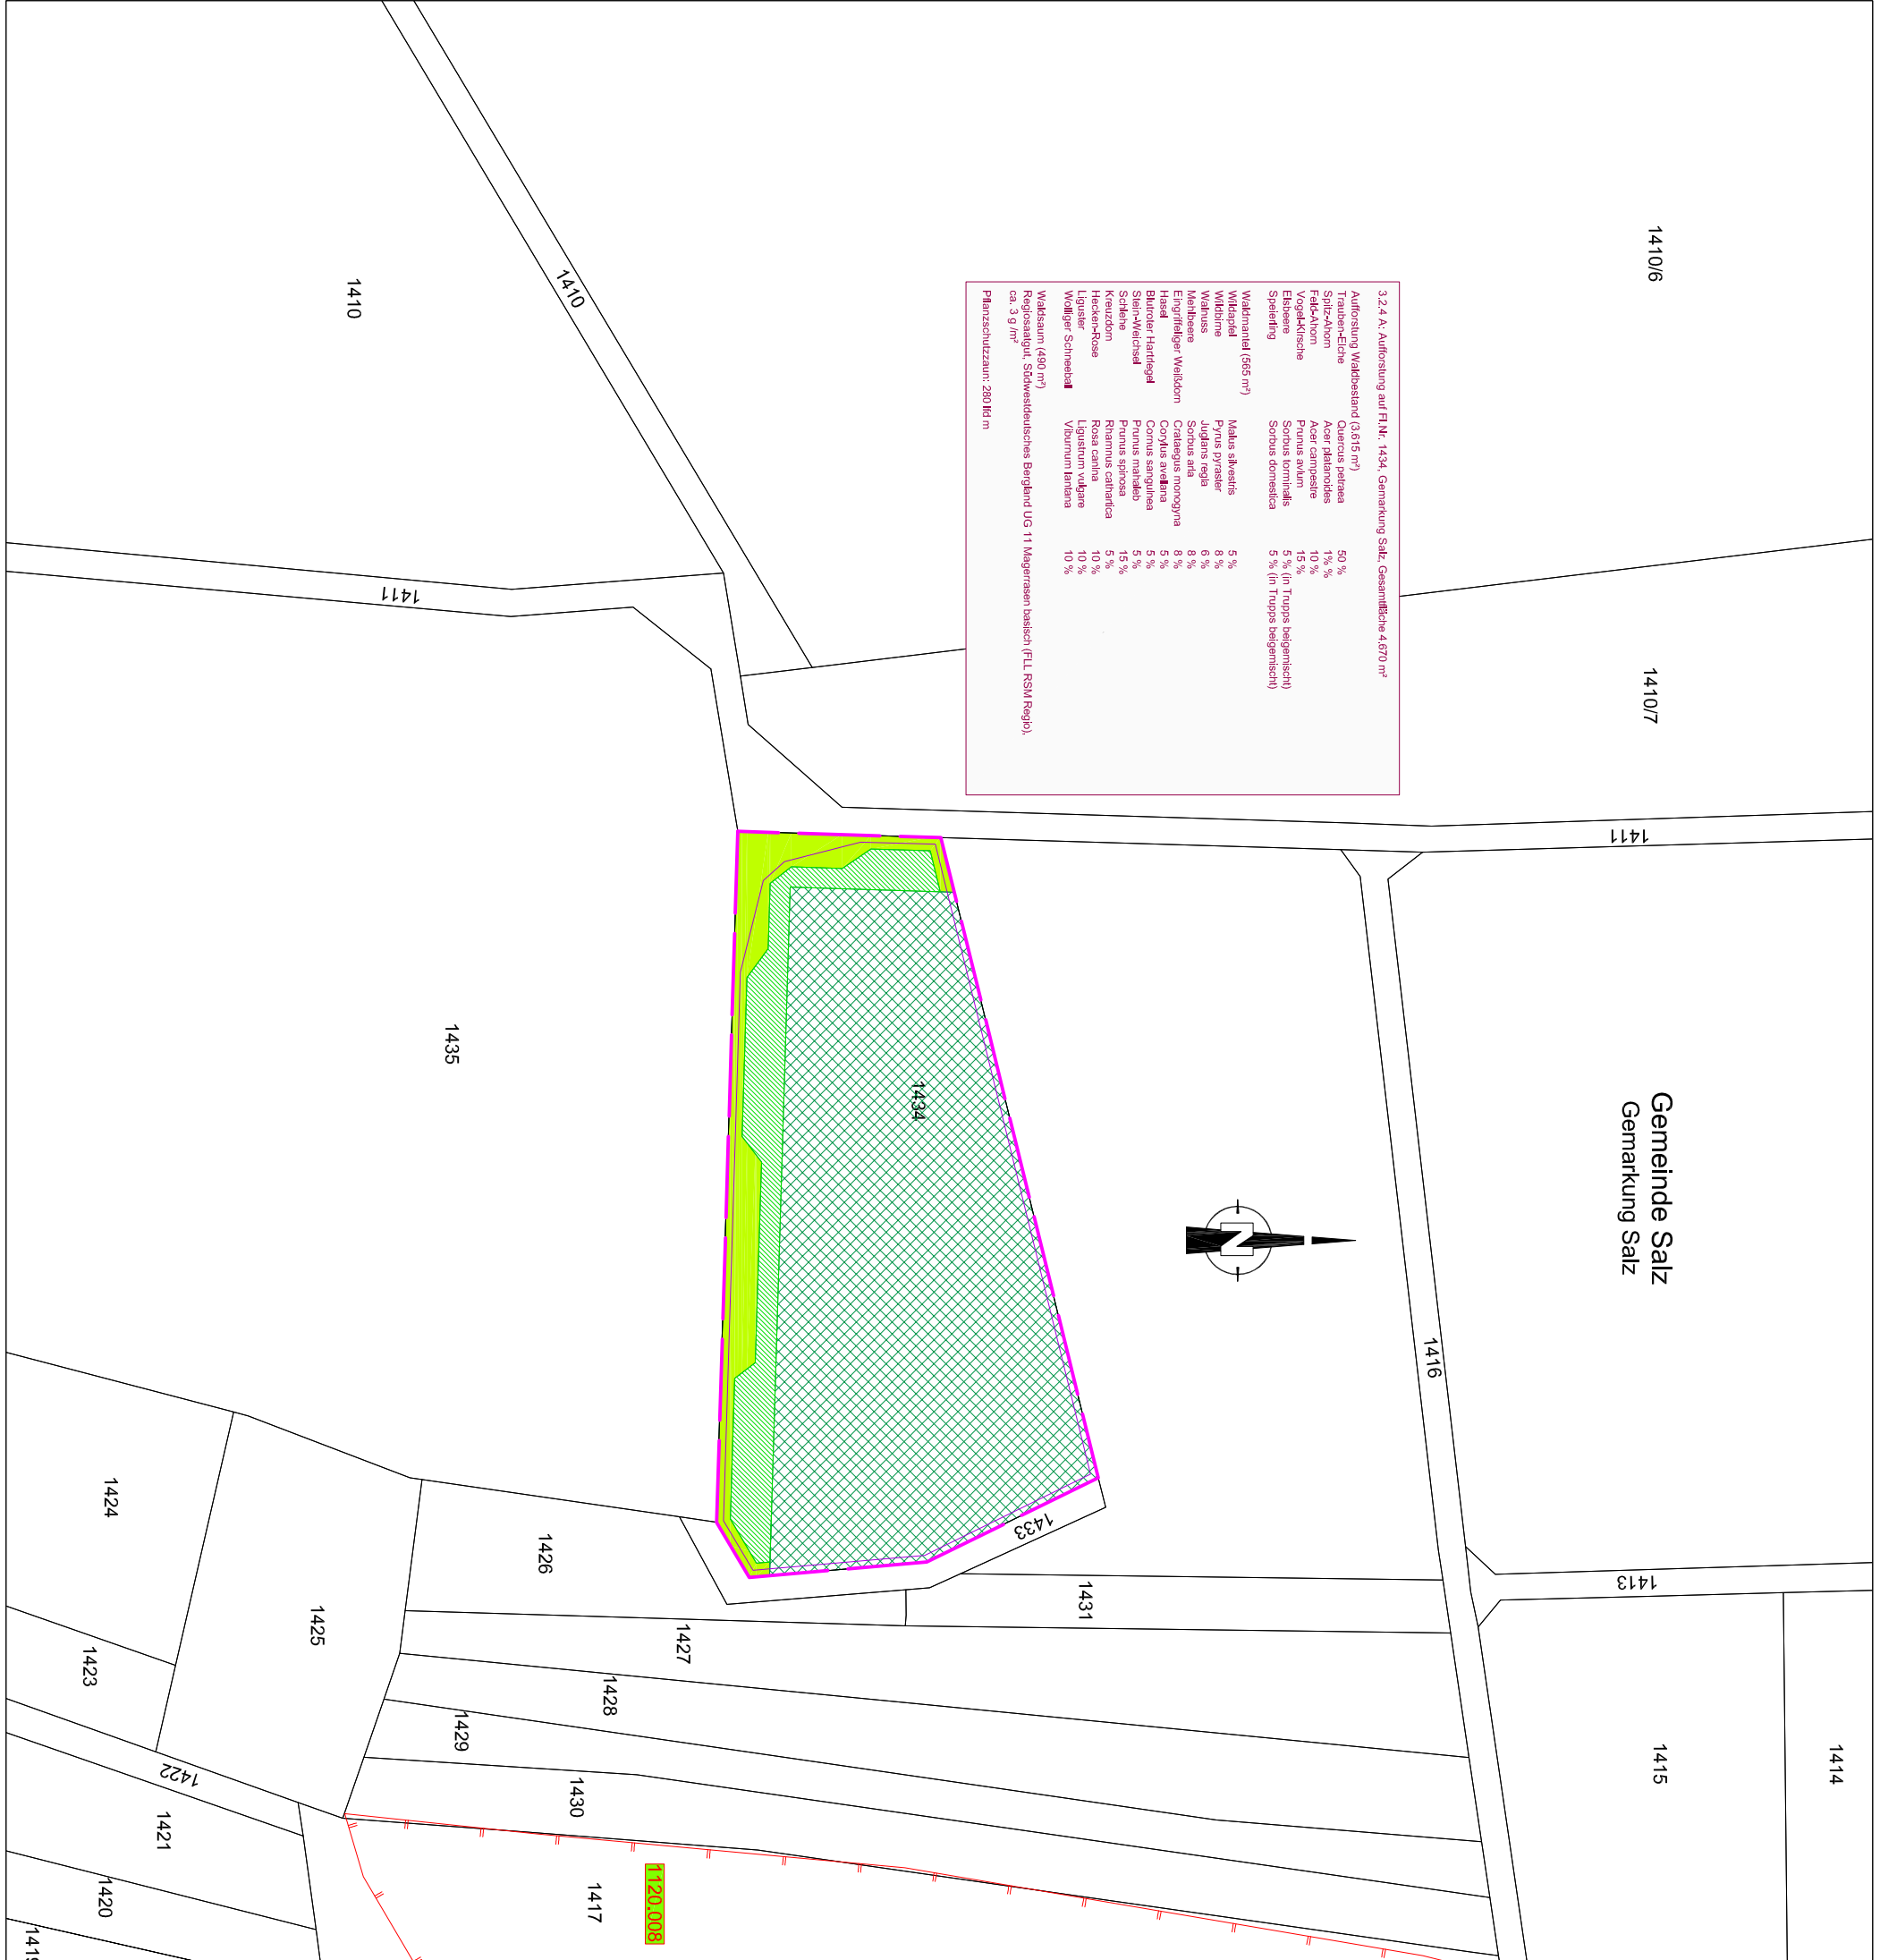 Gemeinde Salz
Gemarkung Salz
3.2.4 A: Aufforstung auf Fl.Nr. 1434, Gemarkung Salz, Gesamtfläche 4.670 m²
Aufforstung Waldbestand (3.615 m²)
Trauben-Eiche Quercus petraea 50 %
Spitz-Ahorn Acer platanoides 1% %
Feld-Ahorn Acer campestre 10 %
Vogel-Kirsche Prunus avium 15 %
Elsbeere Sorbus torminalis 5 % (in Trupps beigemischt)
Speierling Sorbus domestica 5 % (in Trupps beigemischt)
Waldmantel (565 m²)
Wildapfel Malus silvestris 5 %
Wildbirne Pyrus pyraster 8 %
Walnuss Juglans regia 6 %
Mehlbeere Sorbus aria 8 %
Eingriffeliger Weißdorn Crataegus monogyna 8 %
Hasel Corylus avellana 5 %
Blutroter Hartriegel Cornus sanguinea 5 %
Stein-Weichsel Prunus mahaleb 5 %
Schlehe Prunus spinosa 15 %
Kreuzdorn Rhamnus cathartica 5 %
Hecken-Rose Rosa canina 10 %
Liguster Ligustrum vulgare 10 %
Wolliger Schneeball Viburnum lantana 10 %
Waldsaum (490 m²)
Regiosaatgut, Südwestdeutsches Bergland UG 11 Magerrasen basisch (FLL RSM Regio),
ca. 3 g /m²
Pflanzschutzzaun: 280 lfd m
1410/6
1410/7
1411
1413
1414
1415
1416
N
1410
1410
1411
1434
1433
1431
1435
1427
1428
1426
1429
1430
1120.008
1417
1425
1424
1423
1422
1421
1420
1419